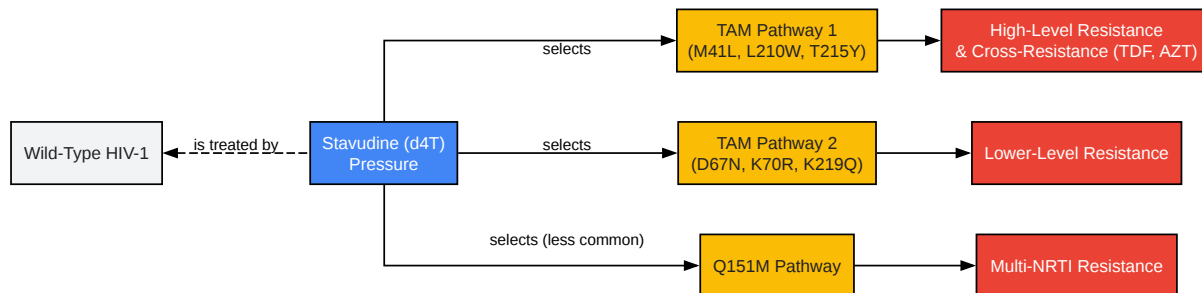 selects
TAM Pathway 1
(M41L, L210W, T215Y)
High-Level Resistance
& Cross-Resistance (TDF, AZT)
Wild-Type HIV-1
is treated by
Stavudine (d4T)
Pressure
selects
TAM Pathway 2
(D67N, K70R, K219Q)
Lower-Level Resistance
selects (less common)
Q151M Pathway
Multi-NRTI Resistance